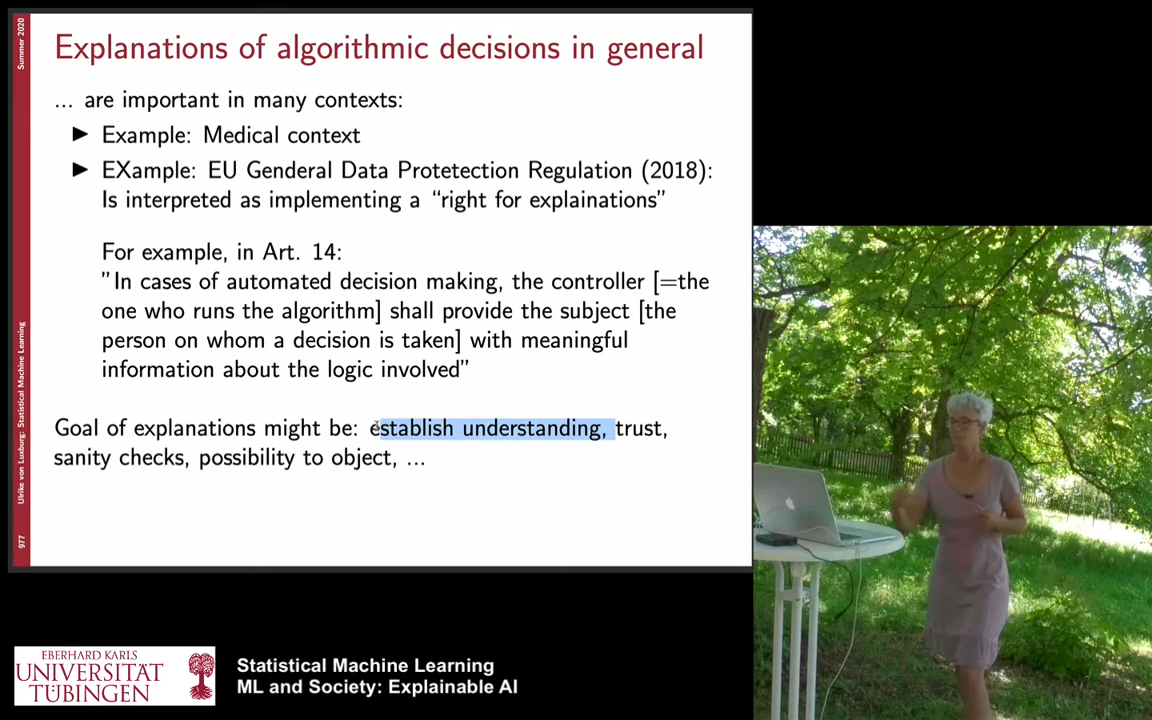 Explanations of algorithmic decisions in general
... are important in many contexts:
► Example: Medical context
► EXample: EU Genderal Data Protetection Regulation (2018):
Is interpreted as implementing a “right for explainations”
For example, in Art. 14:
”In cases of automated decision making, the controller [=the
one who runs the algorithm] shall provide the subject [the
person on whom a decision is taken] with meaningful
information about the logic involved”
Goal of explanations might be: establish understanding, trust,
sanity checks, possibility to object, ...
Summer 2020
Ulrike von Luxburg: Statistical Machine Learning
977
EBERHARD KARLS
UNIVERSITÄT
TÜBINGEN
Statistical Machine Learning
ML and Society: Explainable AI